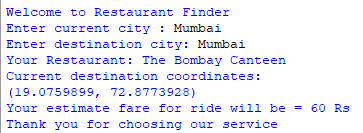 Welcome to Restaurant Finder
Enter current city : Mumbai
Enter destination city: Mumbai
Your Restaurant: The Bombay Canteen
Current destination coordinates:
(19.0759899, 72.8773928)
Your estimate fare for ride will be = 60 Rs
Thank you for choosing our service